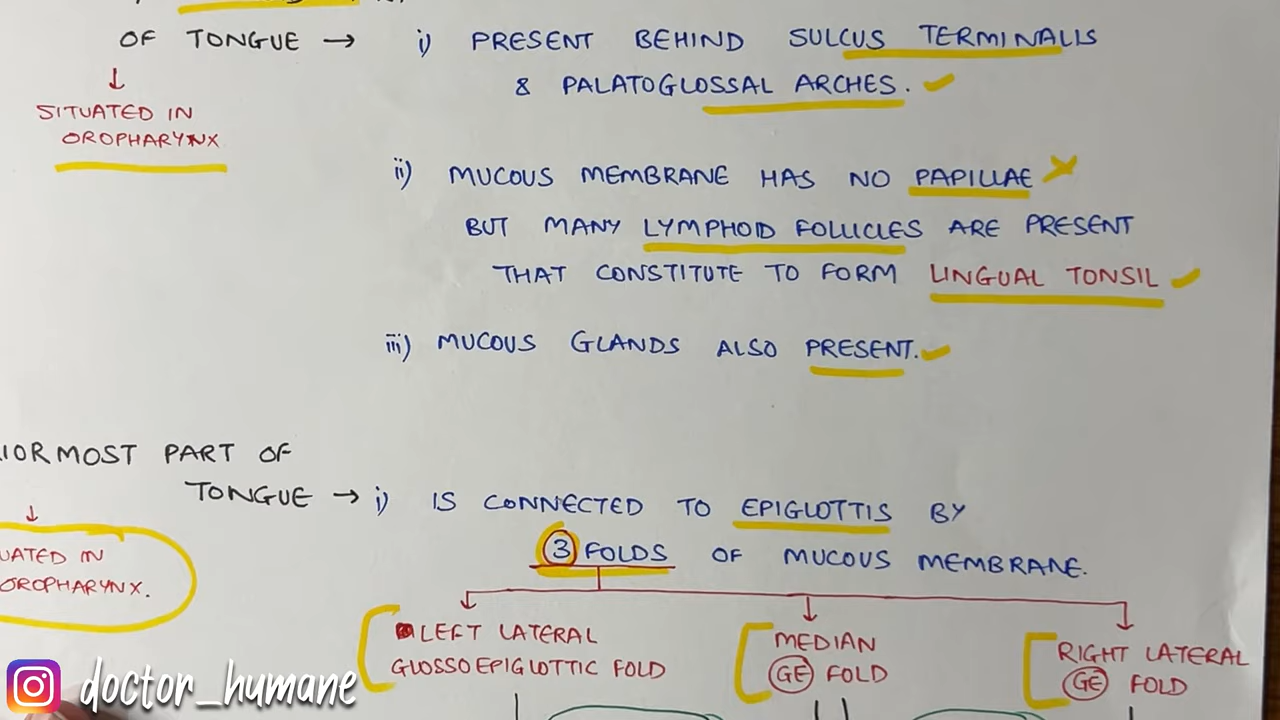 OF TONGUE → i) PRESENT BEHIND SULCUS TERMINALIS
& PALATOGLOSSAL ARCHES.
SITUATED IN
OROPHARYNX
ii) MUCOUS MEMBRANE HAS NO PAPILLAE
BUT MANY LYMPHOID FOLLICLES ARE PRESENT
THAT CONSTITUTE TO FORM LINGUAL TONSIL
iii) MUCOUS GLANDS ALSO PRESENT.
IORMOST PART OF
TONGUE → i) IS CONNECTED TO EPIGLOTTIS BY
3 FOLDS OF MUCOUS MEMBRANE.
UATED IN
OROPHARYNX.
LEFT LATERAL
GLOSSOEPIGLOTTIC FOLD
MEDIAN
GE FOLD
RIGHT LATERAL
GE FOLD
doctor_humane